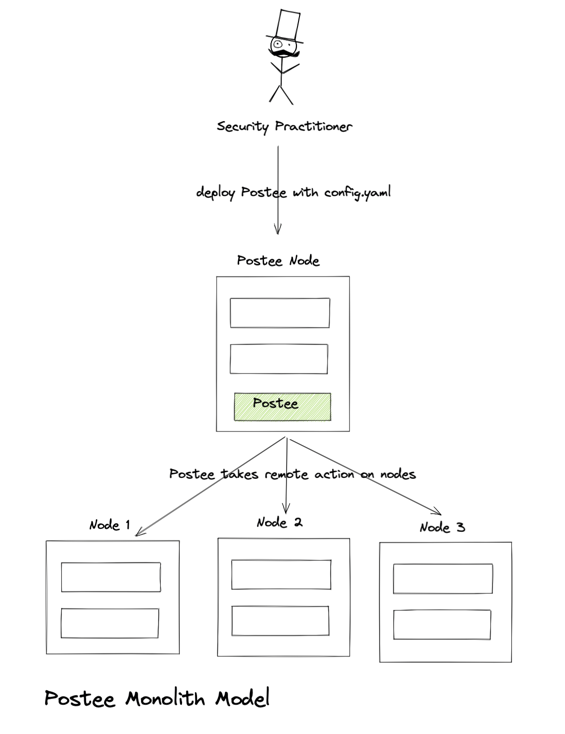 Security Practitioner
deploy Postee with config.yaml
Postee Node
Postee
Postee takes remote action on nodes
Node 1
Node 2
Node 3
Postee Monolith Model